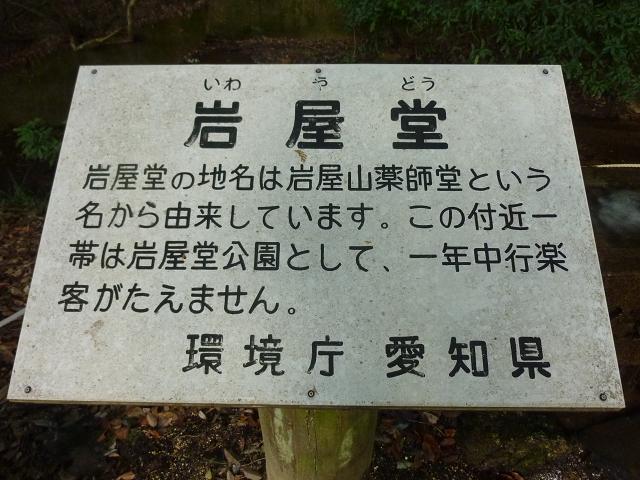 いわ や どう
岩屋堂
岩屋堂の地名は岩屋山薬師堂という
名から由来しています。この付近一
帯は岩屋堂公園として、一年中行楽
客がたえません。
環境庁 愛知県